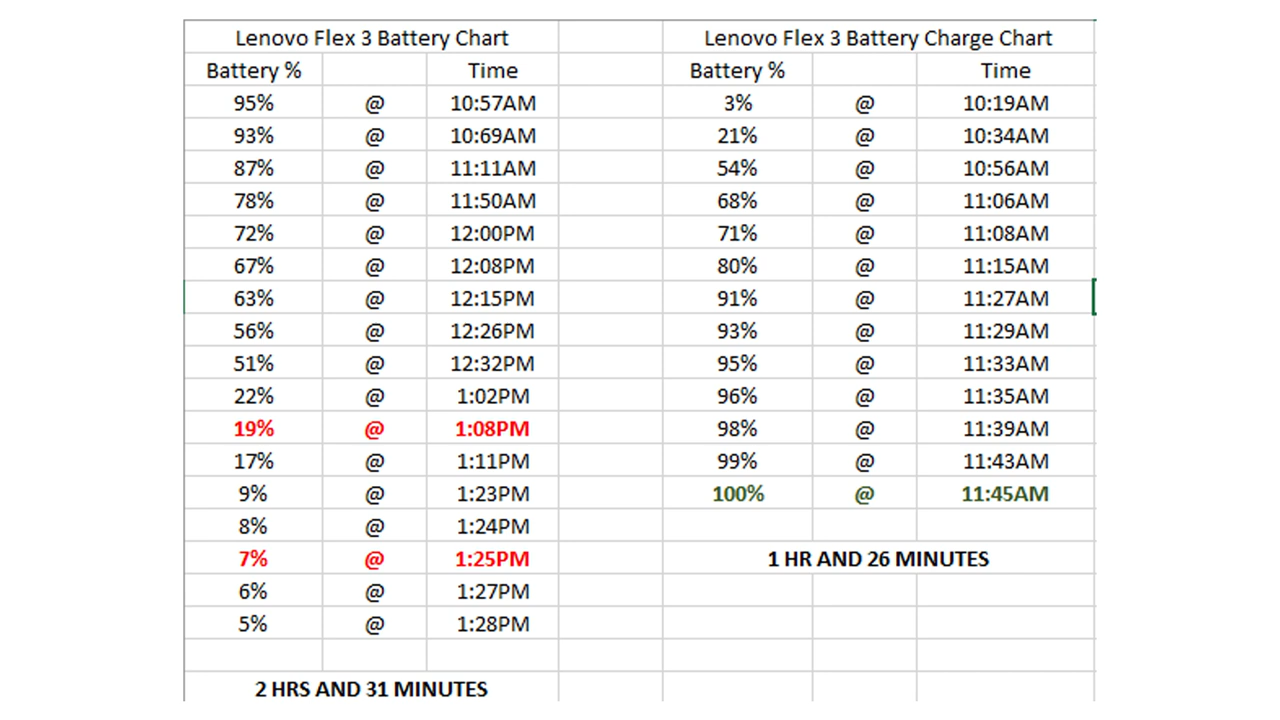 Lenovo Flex 3 Battery Chart Lenovo Flex 3 Battery Charge Chart
Battery % Time Battery % Time
95% @ 10:57AM 3% @ 10:19AM
93% @ 10:69AM 21% @ 10:34AM
87% @ 11:11AM 54% @ 10:56AM
78% @ 11:50AM 68% @ 11:06AM
72% @ 12:00PM 71% @ 11:08AM
67% @ 12:08PM 80% @ 11:15AM
63% @ 12:15PM 91% @ 11:27AM
56% @ 12:26PM 93% @ 11:29AM
51% @ 12:32PM 95% @ 11:33AM
22% @ 1:02PM 96% @ 11:35AM
19% @ 1:08PM 98% @ 11:39AM
17% @ 1:11PM 99% @ 11:43AM
9% @ 1:23PM 100% @ 11:45AM
8% @ 1:24PM
7% @ 1:25PM 1 HR AND 26 MINUTES
6% @ 1:27PM
5% @ 1:28PM
2 HRS AND 31 MINUTES